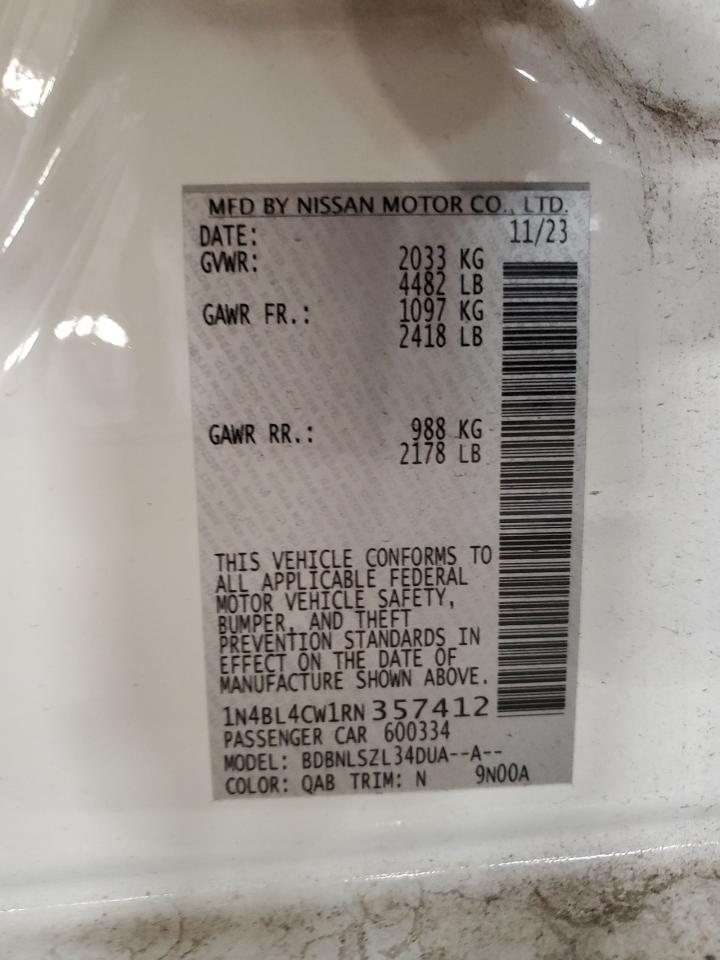 MFD BY NISSAN MOTOR CO., LTD.
DATE: 11/23
GVWR: 2033 KG
4482 LB
GAWR FR.: 1097 KG
2418 LB
GAWR RR.: 988 KG
2178 LB
THIS VEHICLE CONFORMS TO
ALL APPLICABLE FEDERAL
MOTOR VEHICLE SAFETY,
BUMPER, AND THEFT
PREVENTION STANDARDS IN
EFFECT ON THE DATE OF
MANUFACTURE SHOWN ABOVE.
1N4BL4CW1RN357412
PASSENGER CAR 600334
MODEL: BDBNLSZL34DUA--A--
COLOR: QAB TRIM: N 9N00A